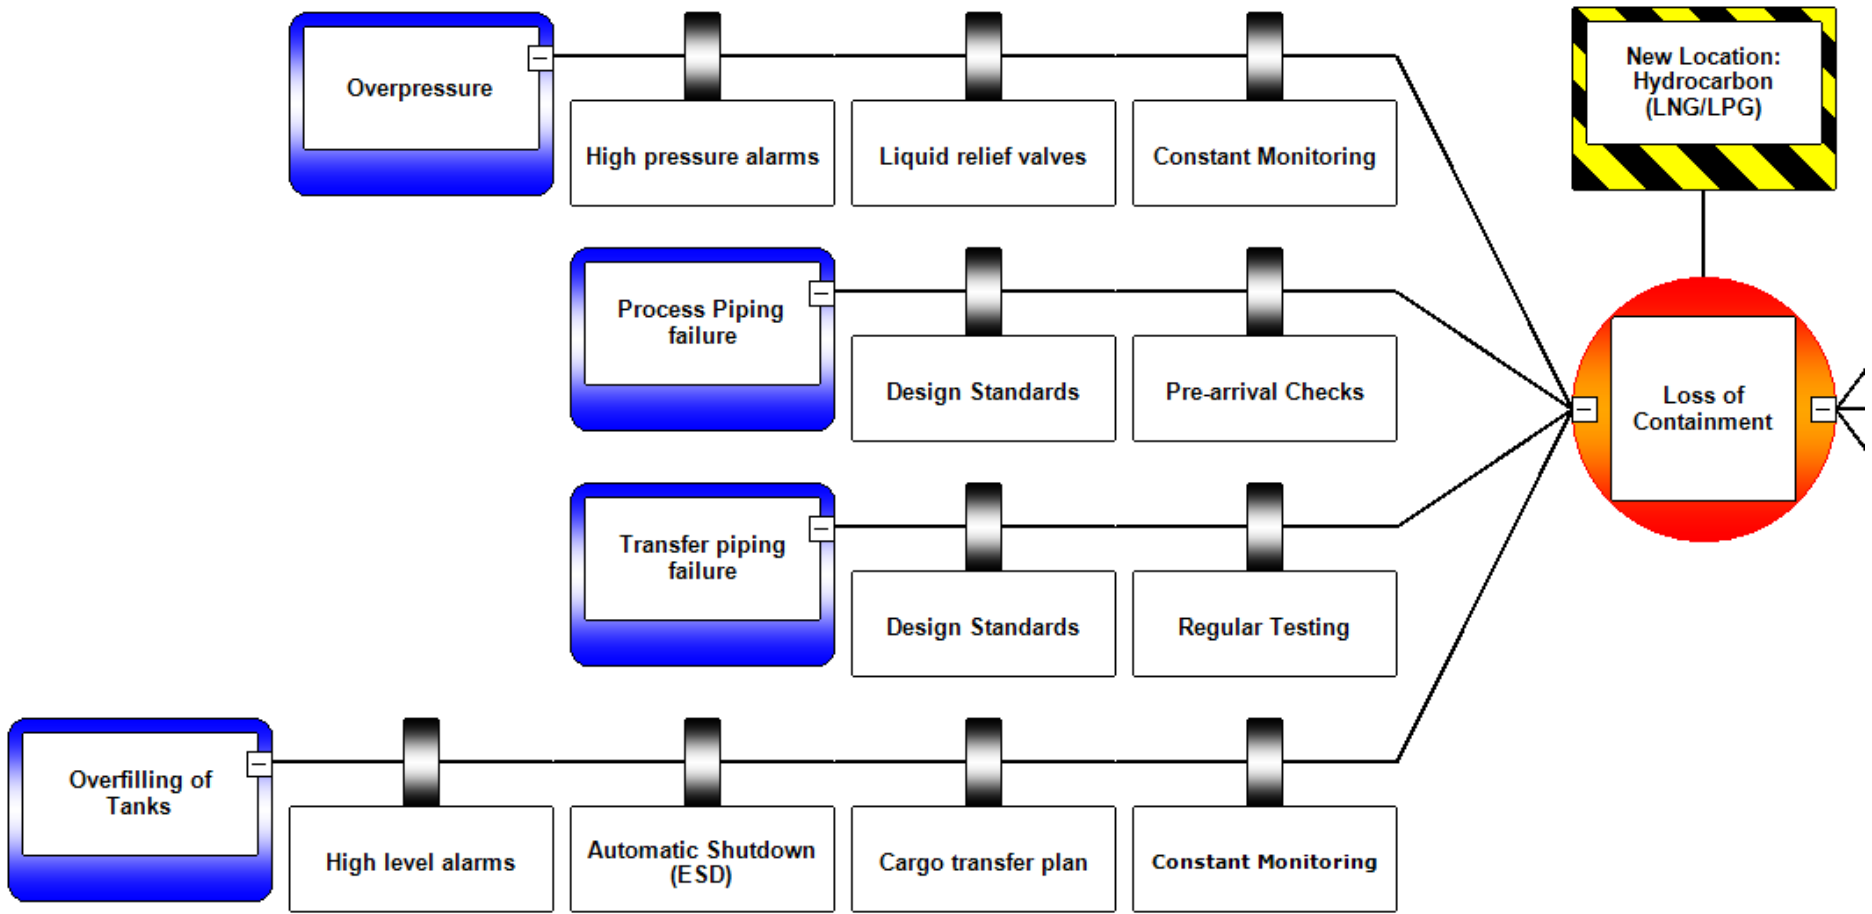 Overpressure
High pressure alarms
Liquid relief valves
Constant Monitoring
New Location:
Hydrocarbon
(LNG/LPG)
Process Piping
failure
Design Standards
Pre-arrival Checks
Loss of
Containment
Transfer piping
failure
Design Standards
Regular Testing
Overfilling of
Tanks
High level alarms
Automatic Shutdown
(ESD)
Cargo transfer plan
Constant Monitoring